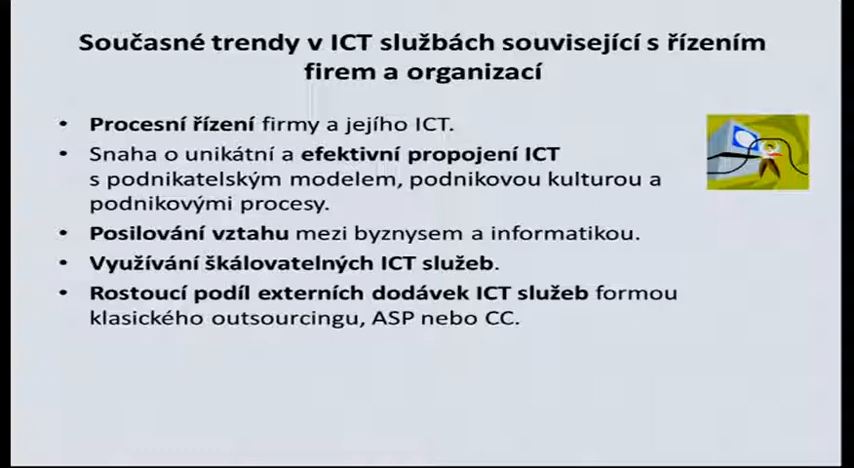 Současné trendy v ICT službách související s řízením
firem a organizací
• Procesní řízení firmy a jejího ICT.
• Snaha o unikátní a efektivní propojení ICT
s podnikatelským modelem, podnikovou kulturou a
podnikovými procesy.
• Posilování vztahu mezi byznysem a informatikou.
• Využívání škálovatelných ICT služeb.
• Rostoucí podíl externích dodávek ICT služeb formou
klasického outsourcingu, ASP nebo CC.